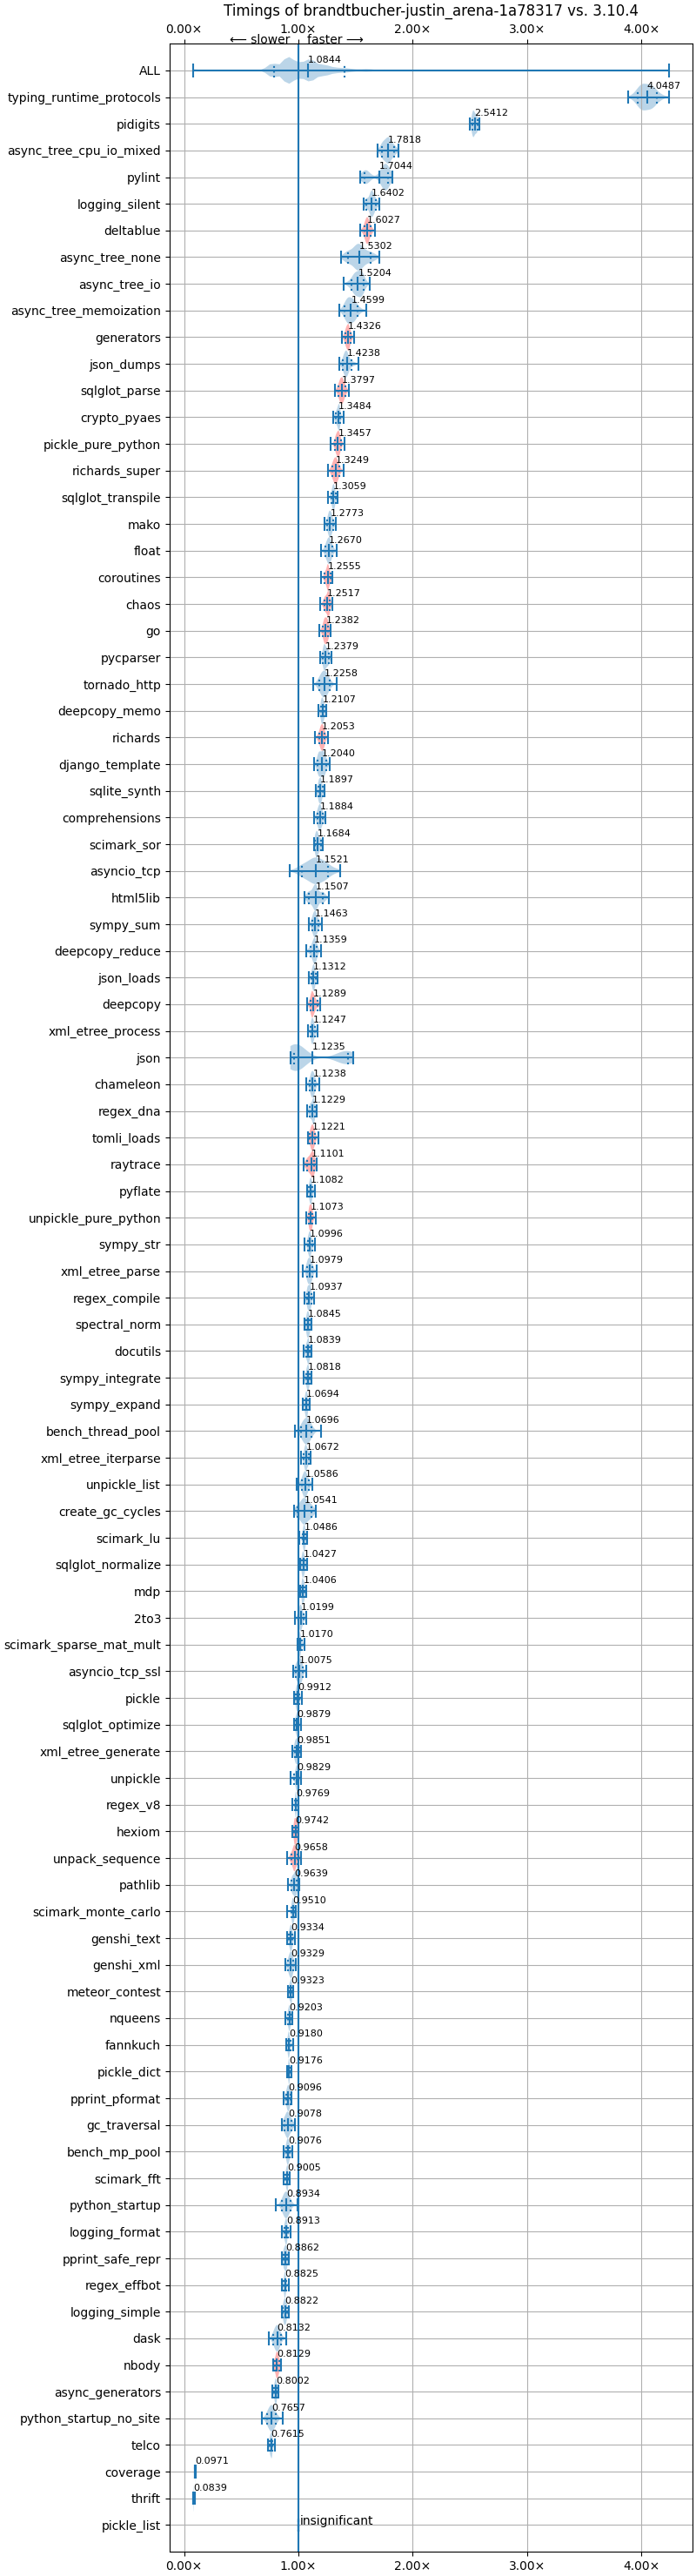 Timings of brandtbucher-justin_arena-1a78317 vs. 3.10.4
0.00× 1.00× 2.00× 3.00× 4.00×
⟵ slower faster ⟶
ALL 1.0844
typing_runtime_protocols 4.0487
pidigits 2.5412
async_tree_cpu_io_mixed 1.7818
pylint 1.7044
logging_silent 1.6402
deltablue 1.6027
async_tree_none 1.5302
async_tree_io 1.5204
async_tree_memoization 1.4599
generators 1.4326
json_dumps 1.4238
sqlglot_parse 1.3797
crypto_pyaes 1.3484
pickle_pure_python 1.3457
richards_super 1.3249
sqlglot_transpile 1.3059
mako 1.2773
float 1.2670
coroutines 1.2555
chaos 1.2517
go 1.2382
pycparser 1.2379
tornado_http 1.2258
deepcopy_memo 1.2107
richards 1.2053
django_template 1.2040
sqlite_synth 1.1897
comprehensions 1.1884
scimark_sor 1.1684
asyncio_tcp 1.1521
html5lib 1.1507
sympy_sum 1.1463
deepcopy_reduce 1.1359
json_loads 1.1312
deepcopy 1.1289
xml_etree_process 1.1247
json 1.1235
chameleon 1.1238
regex_dna 1.1229
tomli_loads 1.1221
raytrace 1.1101
pyflate 1.1082
unpickle_pure_python 1.1073
sympy_str 1.0996
xml_etree_parse 1.0979
regex_compile 1.0937
spectral_norm 1.0845
docutils 1.0839
sympy_integrate 1.0818
sympy_expand 1.0694
bench_thread_pool 1.0696
xml_etree_iterparse 1.0672
unpickle_list 1.0586
create_gc_cycles 1.0541
scimark_lu 1.0486
sqlglot_normalize 1.0427
mdp 1.0406
2to3 1.0199
scimark_sparse_mat_mult 1.0170
asyncio_tcp_ssl 1.0075
pickle 0.9912
sqlglot_optimize 0.9879
xml_etree_generate 0.9851
unpickle 0.9829
regex_v8 0.9769
hexiom 0.9742
unpack_sequence 0.9658
pathlib 0.9639
scimark_monte_carlo 0.9510
genshi_text 0.9334
genshi_xml 0.9329
meteor_contest 0.9323
nqueens 0.9203
fannkuch 0.9180
pickle_dict 0.9176
pprint_pformat 0.9096
gc_traversal 0.9078
bench_mp_pool 0.9076
scimark_fft 0.9005
python_startup 0.8934
logging_format 0.8913
pprint_safe_repr 0.8862
regex_effbot 0.8825
logging_simple 0.8822
dask 0.8132
nbody 0.8129
async_generators 0.8002
python_startup_no_site 0.7657
telco 0.7615
coverage 0.0971
thrift 0.0839
pickle_list insignificant
0.00× 1.00× 2.00× 3.00× 4.00×